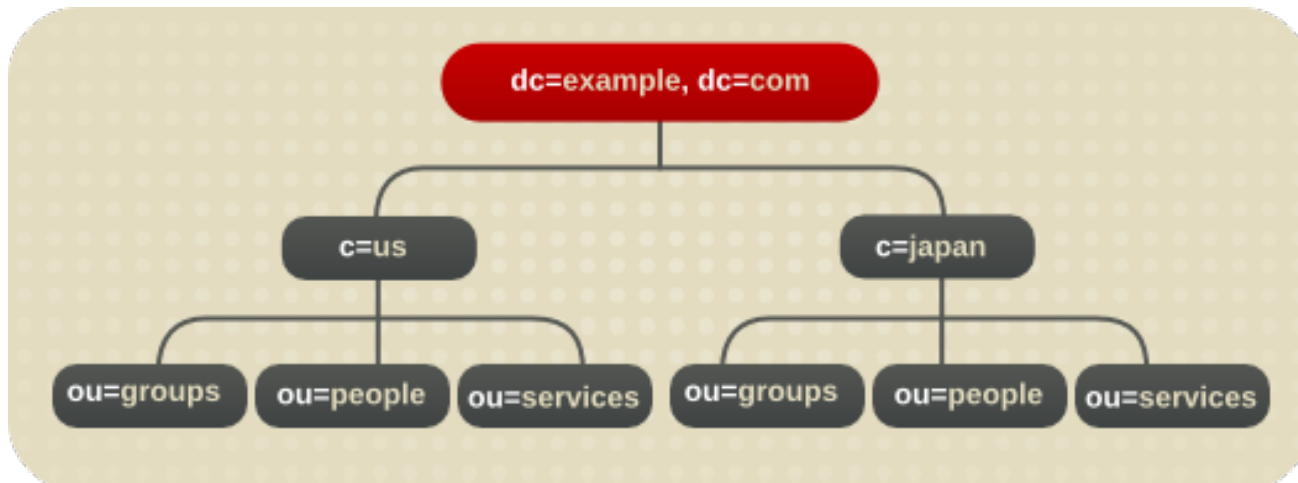 dc=example, dc=com
c=us
c=japan
ou=groups
ou=people
ou=services
ou=groups
ou=people
ou=services